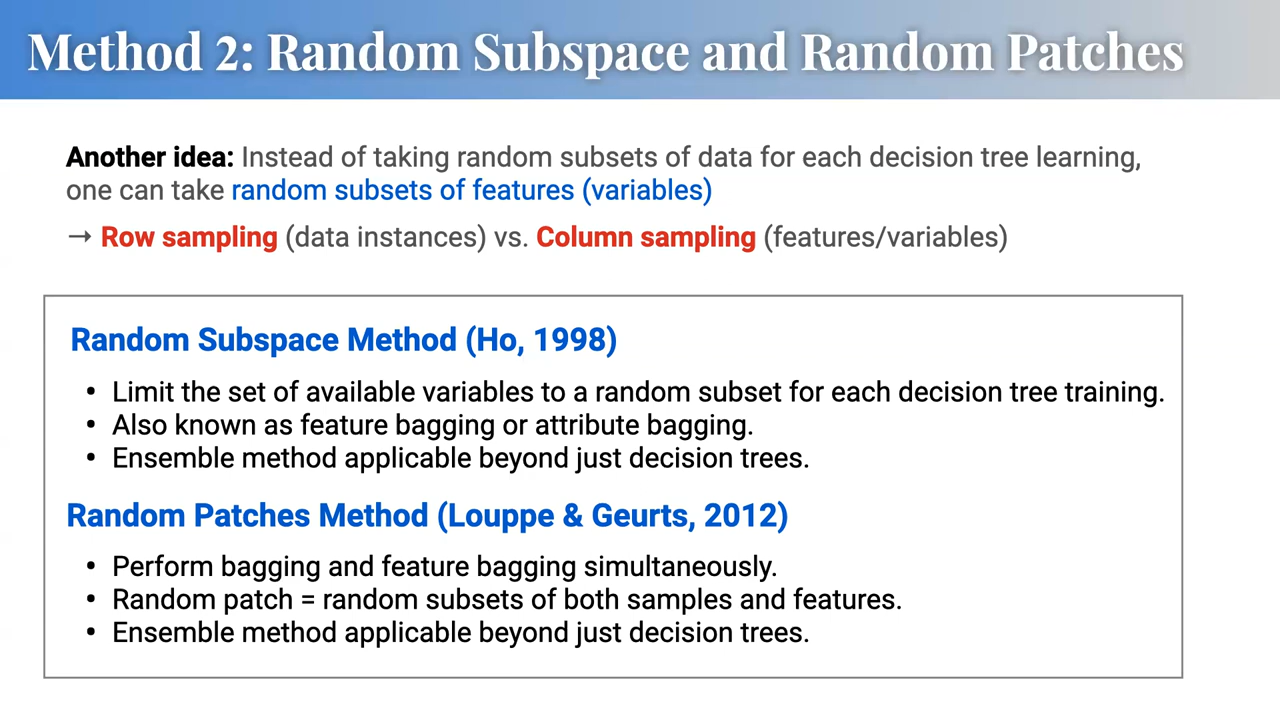 Method 2: Random Subspace and Random Patches
Another idea: Instead of taking random subsets of data for each decision tree learning,
one can take random subsets of features (variables)
→ Row sampling (data instances) vs. Column sampling (features/variables)
Random Subspace Method (Ho, 1998)
• Limit the set of available variables to a random subset for each decision tree training.
• Also known as feature bagging or attribute bagging.
• Ensemble method applicable beyond just decision trees.
Random Patches Method (Louppe & Geurts, 2012)
• Perform bagging and feature bagging simultaneously.
• Random patch = random subsets of both samples and features.
• Ensemble method applicable beyond just decision trees.